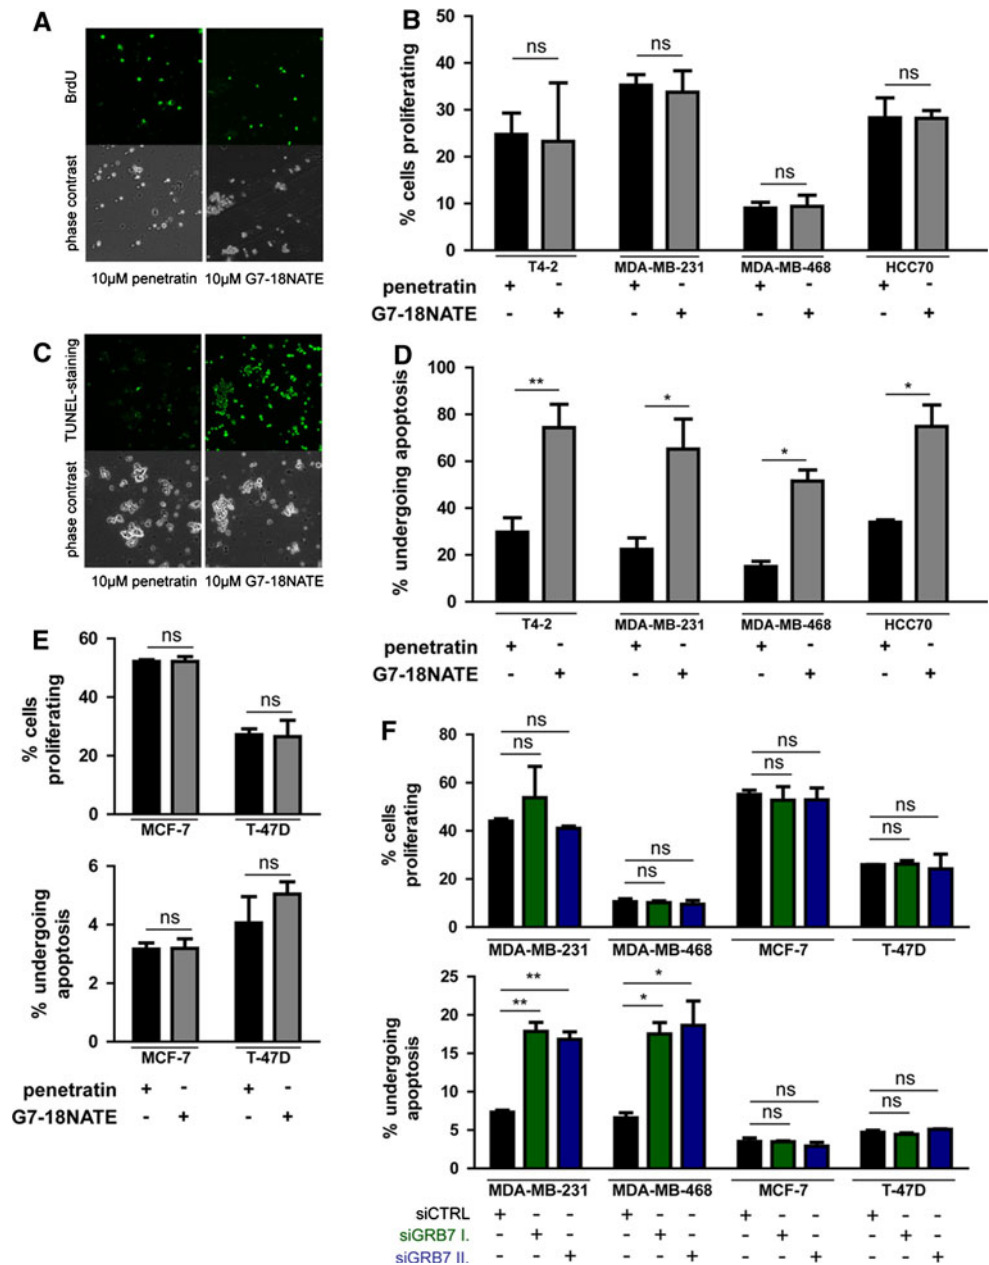 A
BrdU
phase contrast
10µM penetratin 10µM G7-18NATE
B
% cells proliferating
50
40
30
20
10
0
ns
ns
ns
ns
T4-2 MDA-MB-231 MDA-MB-468 HCC70
penetratin + - + - + - + -
G7-18NATE - + - + - + - +
C
TUNEL-staining
phase contrast
10µM penetratin 10µM G7-18NATE
D
% undergoing apoptosis
100
80
60
40
20
0
**
*
*
*
T4-2 MDA-MB-231 MDA-MB-468 HCC70
penetratin + - + - + - + -
G7-18NATE - + - + - + - +
E
% cells
proliferating
60
40
20
0
ns
ns
MCF-7 T-47D
% undergoing
apoptosis
6
4
2
0
ns
ns
MCF-7 T-47D
penetratin + - + -
G7-18NATE - + - +
F
% cells
proliferating
80
60
40
20
0
ns
ns
ns
ns
ns
ns
ns
ns
MDA-MB-231 MDA-MB-468 MCF-7 T-47D
% undergoing
apoptosis
25
20
15
10
5
0
**
**
*
*
ns
ns
ns
ns
MDA-MB-231 MDA-MB-468 MCF-7 T-47D
siCTRL + - - + - - + - - + - -
siGRB7 I. - + - - + - - + - - + -
siGRB7 II. - - + - - + - - + - - +